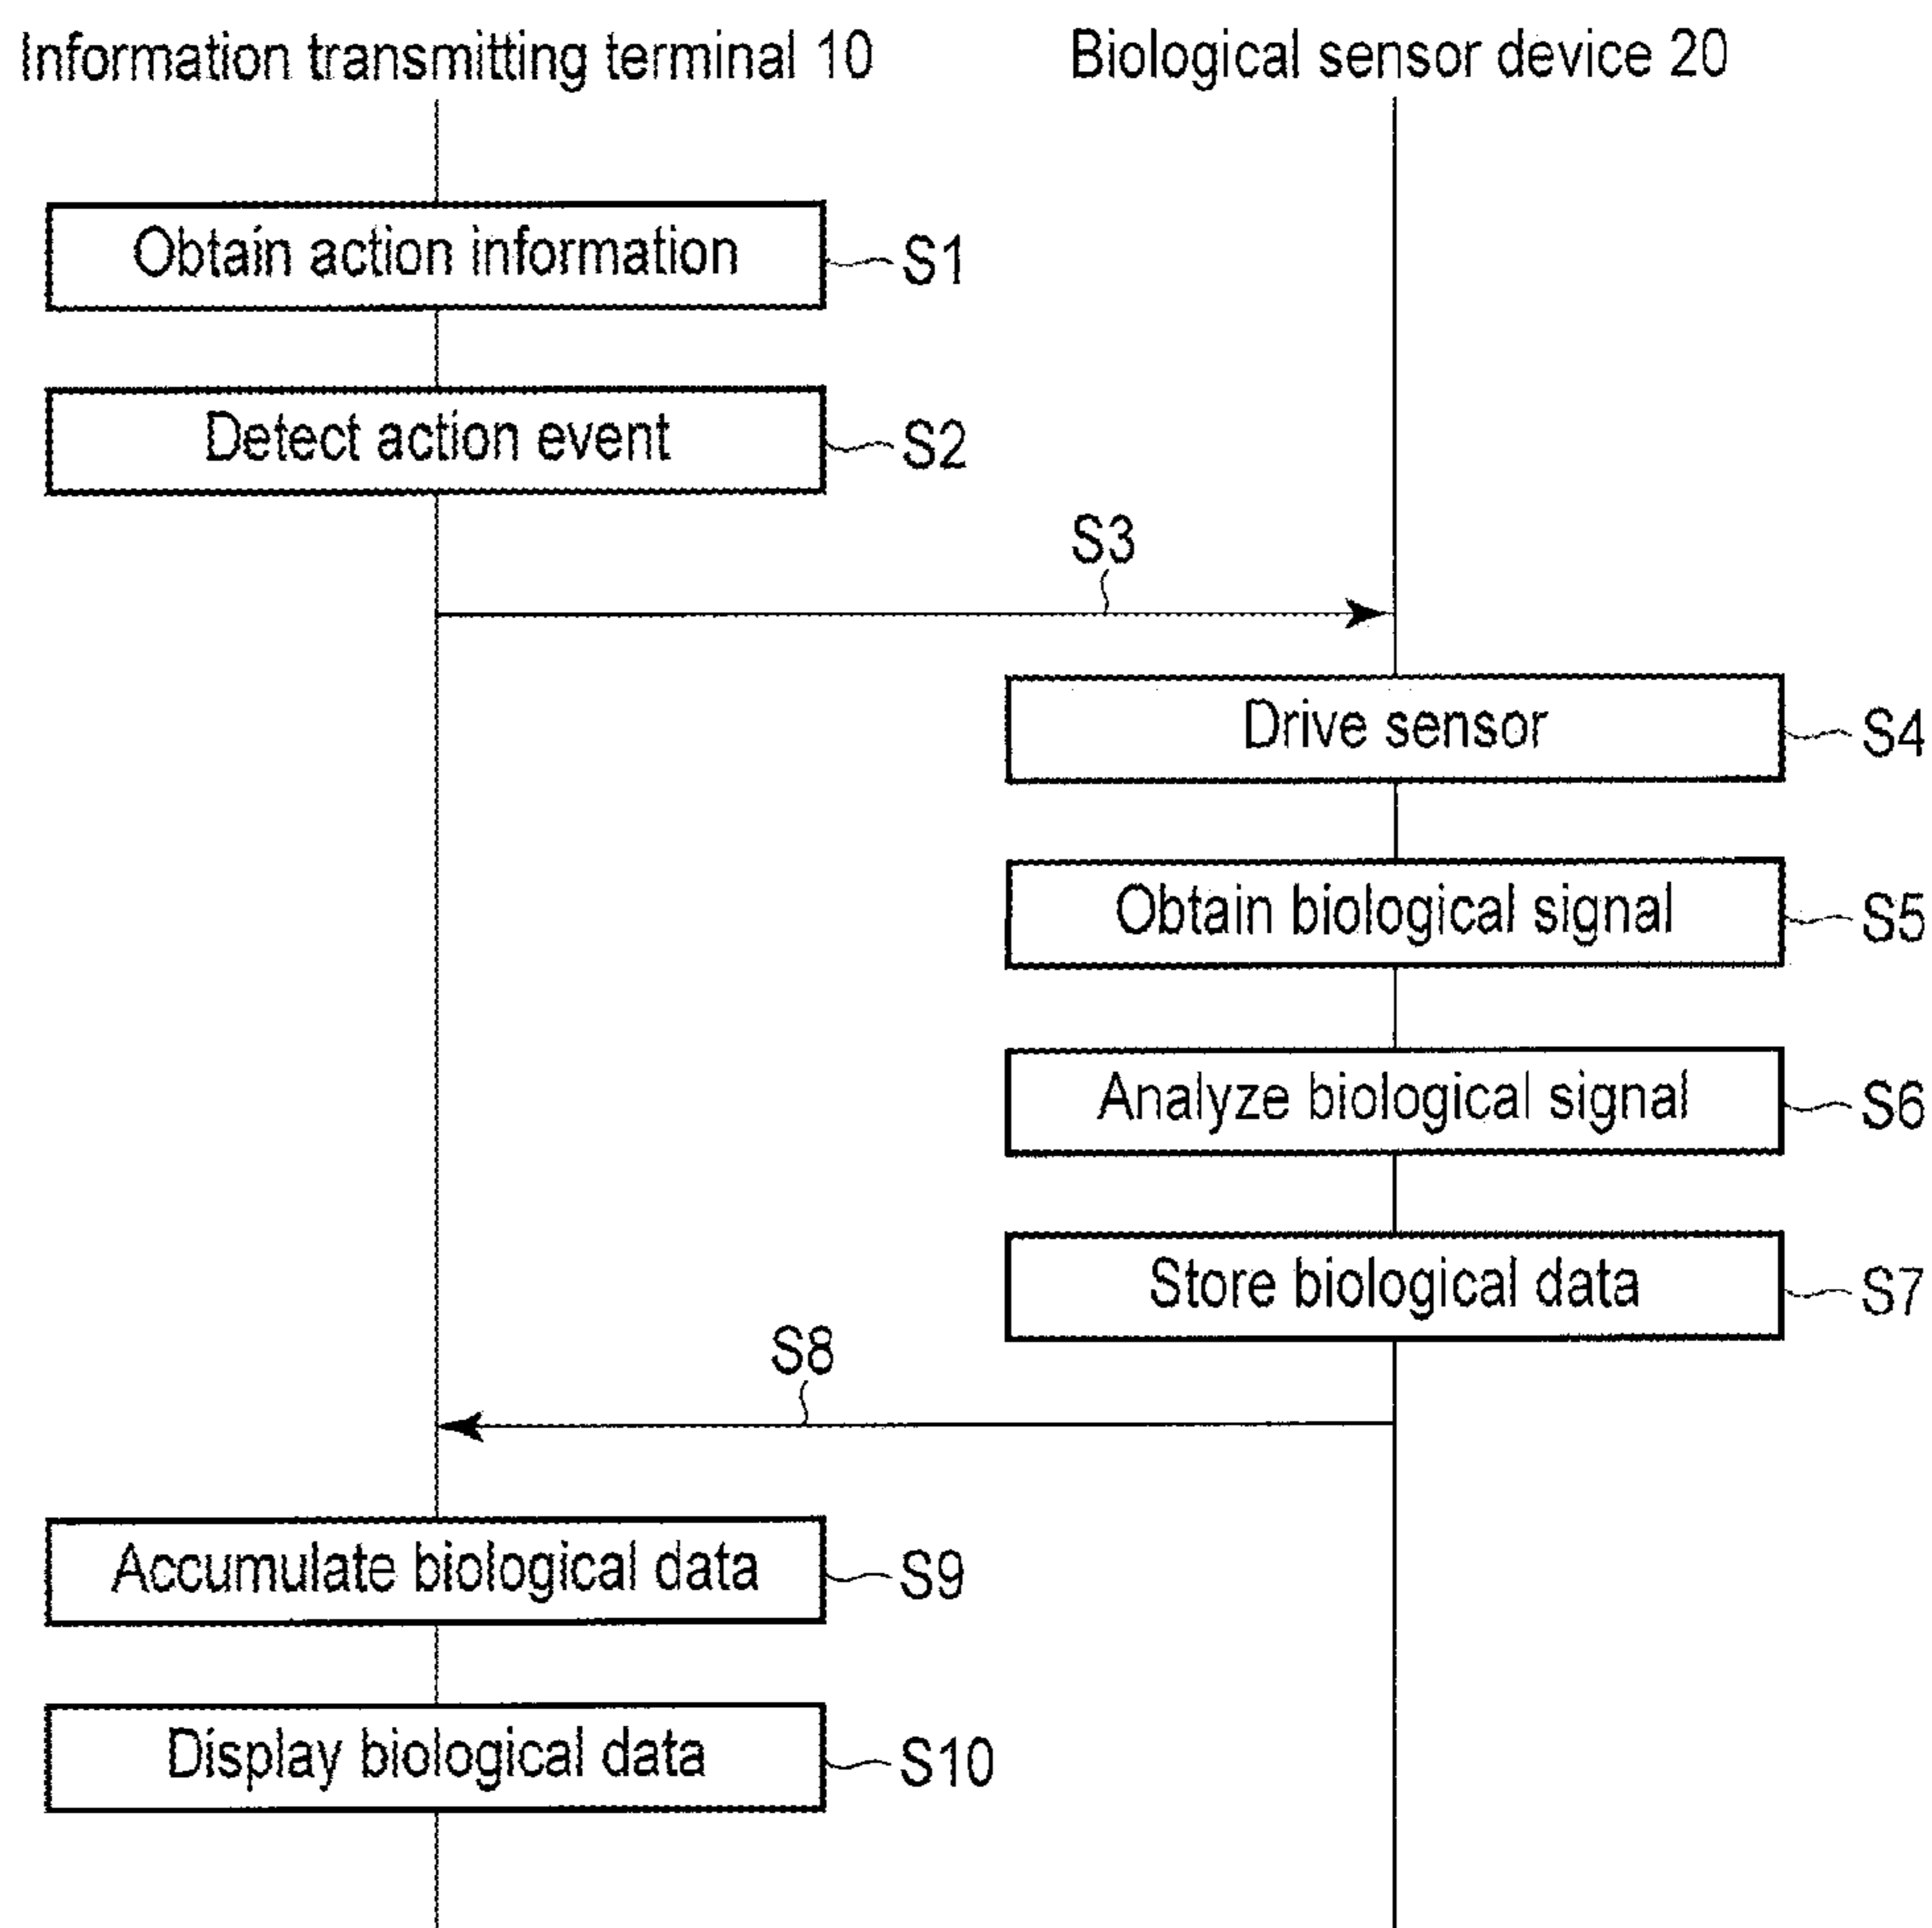 Information transmitting terminal 10
Biological sensor device 20
Obtain action information
S1
Detect action event
S2
S3
Drive sensor
S4
Obtain biological signal
S5
Analyze biological signal
S6
Store biological data
S7
S8
Accumulate biological data
S9
Display biological data
S10